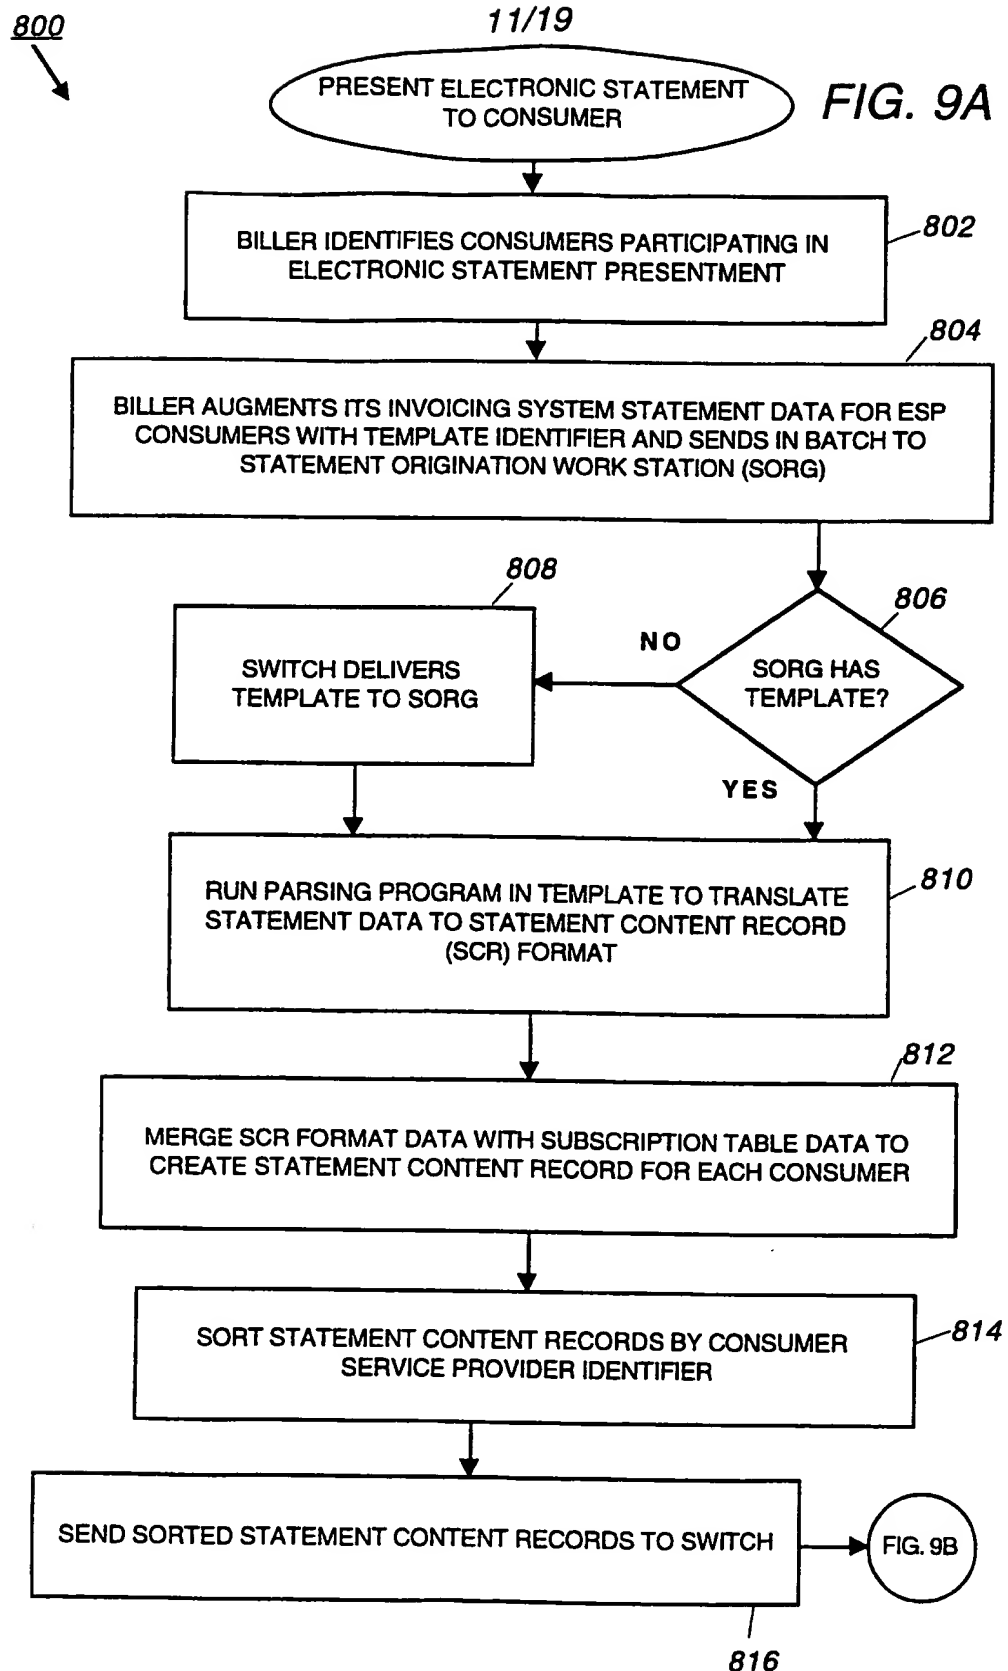 800
11/19
FIG. 9A
PRESENT ELECTRONIC STATEMENT
TO CONSUMER
802
BILLER IDENTIFIES CONSUMERS PARTICIPATING IN
ELECTRONIC STATEMENT PRESENTMENT
804
BILLER AUGMENTS ITS INVOICING SYSTEM STATEMENT DATA FOR ESP
CONSUMERS WITH TEMPLATE IDENTIFIER AND SENDS IN BATCH TO
STATEMENT ORIGINATION WORK STATION (SORG)
806
SORG HAS
TEMPLATE?
NO
808
SWITCH DELIVERS
TEMPLATE TO SORG
YES
810
RUN PARSING PROGRAM IN TEMPLATE TO TRANSLATE
STATEMENT DATA TO STATEMENT CONTENT RECORD
(SCR) FORMAT
812
MERGE SCR FORMAT DATA WITH SUBSCRIPTION TABLE DATA TO
CREATE STATEMENT CONTENT RECORD FOR EACH CONSUMER
814
SORT STATEMENT CONTENT RECORDS BY CONSUMER
SERVICE PROVIDER IDENTIFIER
SEND SORTED STATEMENT CONTENT RECORDS TO SWITCH
FIG. 9B
816